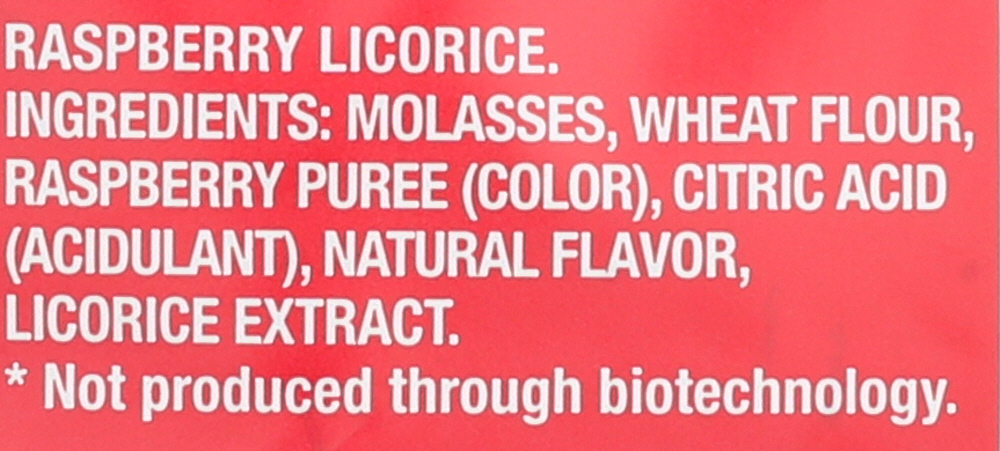 RASPBERRY LICORICE.
INGREDIENTS: MOLASSES, WHEAT FLOUR,
RASPBERRY PUREE (COLOR), CITRIC ACID
(ACIDULANT), NATURAL FLAVOR,
LICORICE EXTRACT.
* Not produced through biotechnology.